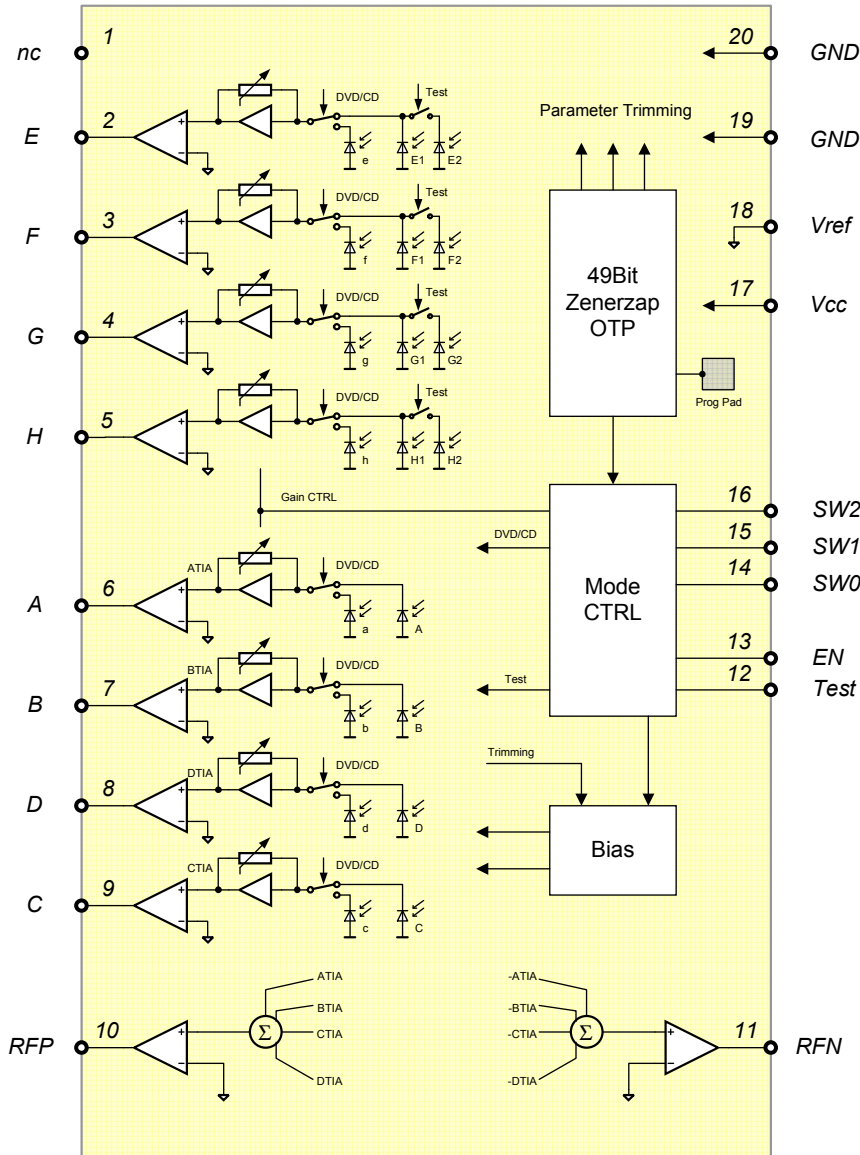 nc
1
20
GND
E
2
DVD/CD
Test
e
E1
E2
Parameter Trimming
19
GND
F
3
DVD/CD
Test
f
F1
F2
49Bit
Zenerzap
OTP
18
Vref
G
4
DVD/CD
Test
g
G1
G2
17
Vcc
Prog Pad
H
5
DVD/CD
Test
h
H1
H2
Gain CTRL
16
SW2
DVD/CD
15
SW1
Mode
CTRL
14
SW0
A
6
ATIA
DVD/CD
a
A
13
EN
B
7
BTIA
DVD/CD
b
B
Test
12
Test
Trimming
D
8
DTIA
DVD/CD
d
D
Bias
C
9
CTIA
DVD/CD
c
C
RFP
10
Σ
ATIA
BTIA
CTIA
DTIA
-ATIA
-BTIA
-CTIA
-DTIA
Σ
11
RFN
+
−
+
−
+
−
+
−
+
−
+
−
+
−
+
−
+
−
+
−